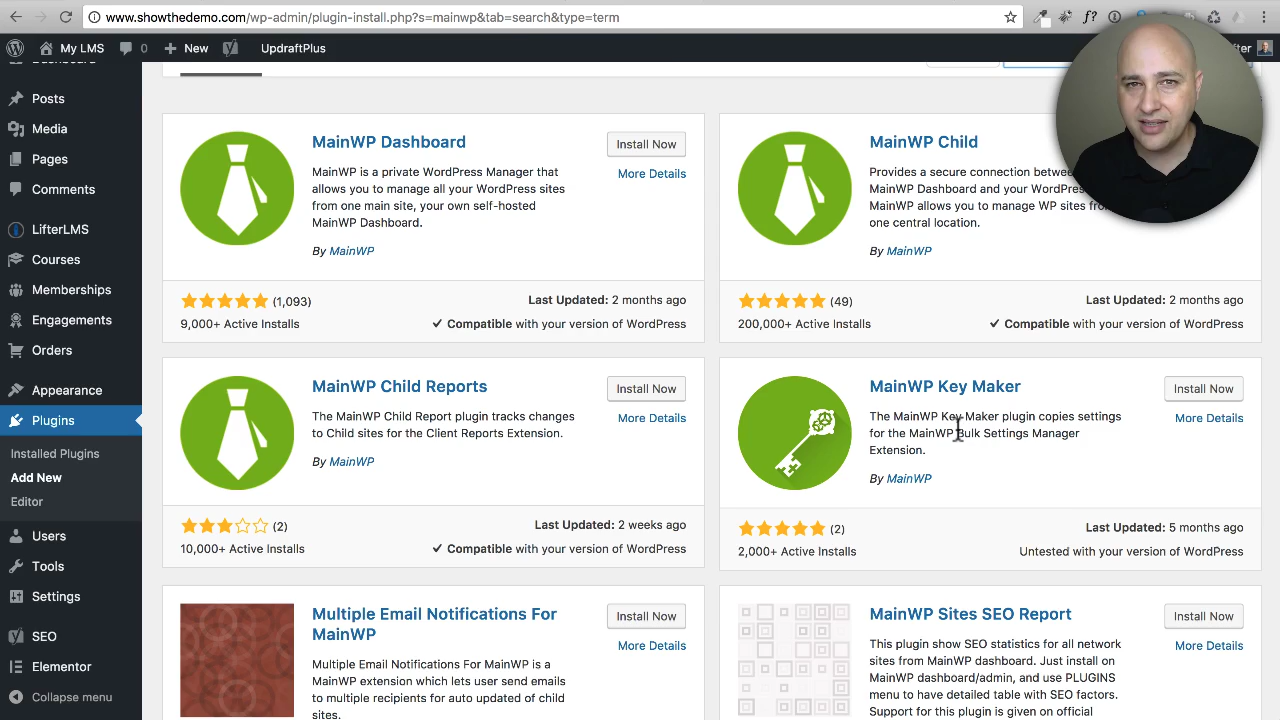 www.showthedemo.com/wp-admin/plugin-install.php?s=mainwp&tab=search&type=term
My LMS
0
New
UpdraftPlus
Posts
Media
Pages
Comments
LifterLMS
Courses
Memberships
Engagements
Orders
Appearance
Plugins
Installed Plugins
Add New
Editor
Users
Tools
Settings
SEO
Elementor
Collapse menu
MainWP Dashboard
Install Now
More Details
MainWP is a private WordPress Manager that
allows you to manage all your WordPress sites
from one main site, your own self-hosted
MainWP Dashboard.
By MainWP
(1,093)
9,000+ Active Installs
Last Updated: 2 months ago
Compatible with your version of WordPress
MainWP Child
Provides a secure connection between
MainWP Dashboard and your WordPress
MainWP allows you to manage WP sites from
one central location.
By MainWP
(49)
200,000+ Active Installs
Last Updated: 2 months ago
Compatible with your version of WordPress
MainWP Child Reports
Install Now
More Details
The MainWP Child Report plugin tracks changes
to Child sites for the Client Reports Extension.
By MainWP
(2)
10,000+ Active Installs
Last Updated: 2 weeks ago
Compatible with your version of WordPress
MainWP Key Maker
Install Now
More Details
The MainWP Key Maker plugin copies settings
for the MainWP Bulk Settings Manager
Extension.
By MainWP
(2)
2,000+ Active Installs
Last Updated: 5 months ago
Untested with your version of WordPress
Multiple Email Notifications For
MainWP
Install Now
More Details
Multiple Email Notifications For MainWP is a
MainWP extension which lets user send emails
to multiple recipients for auto updated of child
sites.
MainWP Sites SEO Report
Install Now
More Details
This plugin show SEO statistics for all network
sites from MainWP dashboard. Just install on
MainWP dashboard/admin, and use PLUGINS
menu to have detailed table with SEO factors.
Support for this plugin is given on official